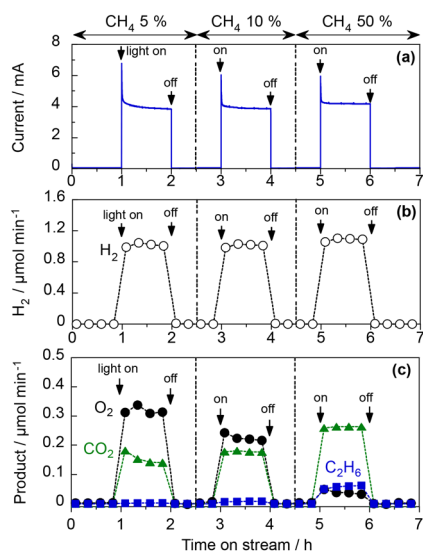 CH4 5 % CH4 10 % CH4 50 %
8
6
4
2
0
Current / mA
light on
off
on
off
on
off
(a)
0 1 2 3 4 5 6 7
1.8
1.2
0.6
0
H2 / μmol min−1
light on
off
on
off
on
off
(b)
H2
0 1 2 3 4 5 6 7
0.5
0.4
0.3
0.2
0.1
0
Product / μmol min−1
light on
off
on
off
on
off
(c)
O2
CO2
C2H6
0 1 2 3 4 5 6 7
Time on stream / h